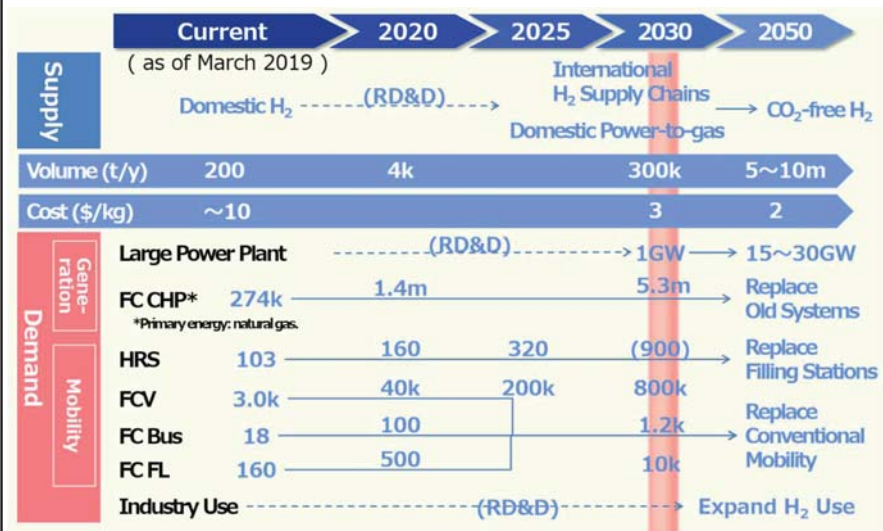 Current 2020 2025 2030 2050
( as of March 2019 )
Supply
Domestic H₂ (RD&D) International
H₂ Supply Chains
Domestic Power-to-gas
CO₂-free H₂
Volume (t/y) 200 4k 300k 5～10m
Cost ($/kg) ～10 3 2
Demand
Gene-
ration
Large Power Plant (RD&D) 1GW 15～30GW
FC CHP* 274k 1.4m 5.3m Replace
Old Systems
*Primary energy: natural gas.
Mobility
HRS 103 160 320 (900) Replace
Filling Stations
FCV 3.0k 40k 200k 800k
FC Bus 18 100 1.2k Replace
Conventional
Mobility
FC FL 160 500 10k
Industry Use (RD&D) Expand H₂ Use